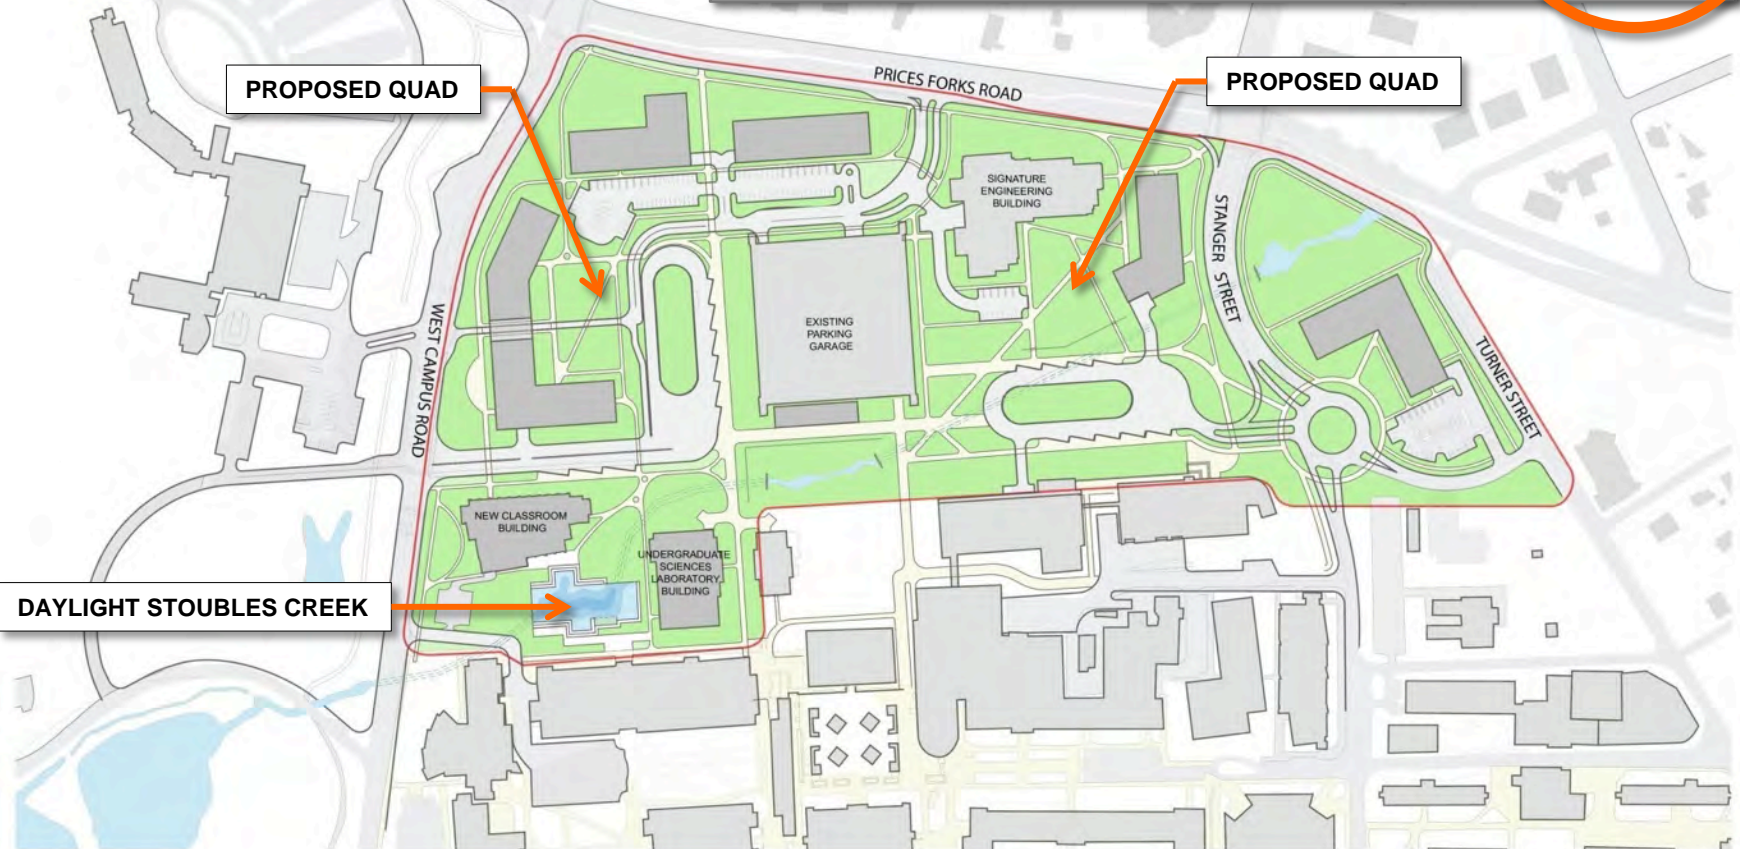 PROPOSED QUAD
PRICES FORKS ROAD
PROPOSED QUAD
SIGNATURE
ENGINEERING
BUILDING
STANGER STREET
WEST CAMPUS ROAD
EXISTING
PARKING
GARAGE
TURNER STREET
NEW CLASSROOM
BUILDING
UNDERGRADUATE
SCIENCES
LABORATORY
BUILDING
DAYLIGHT STOUBLES CREEK